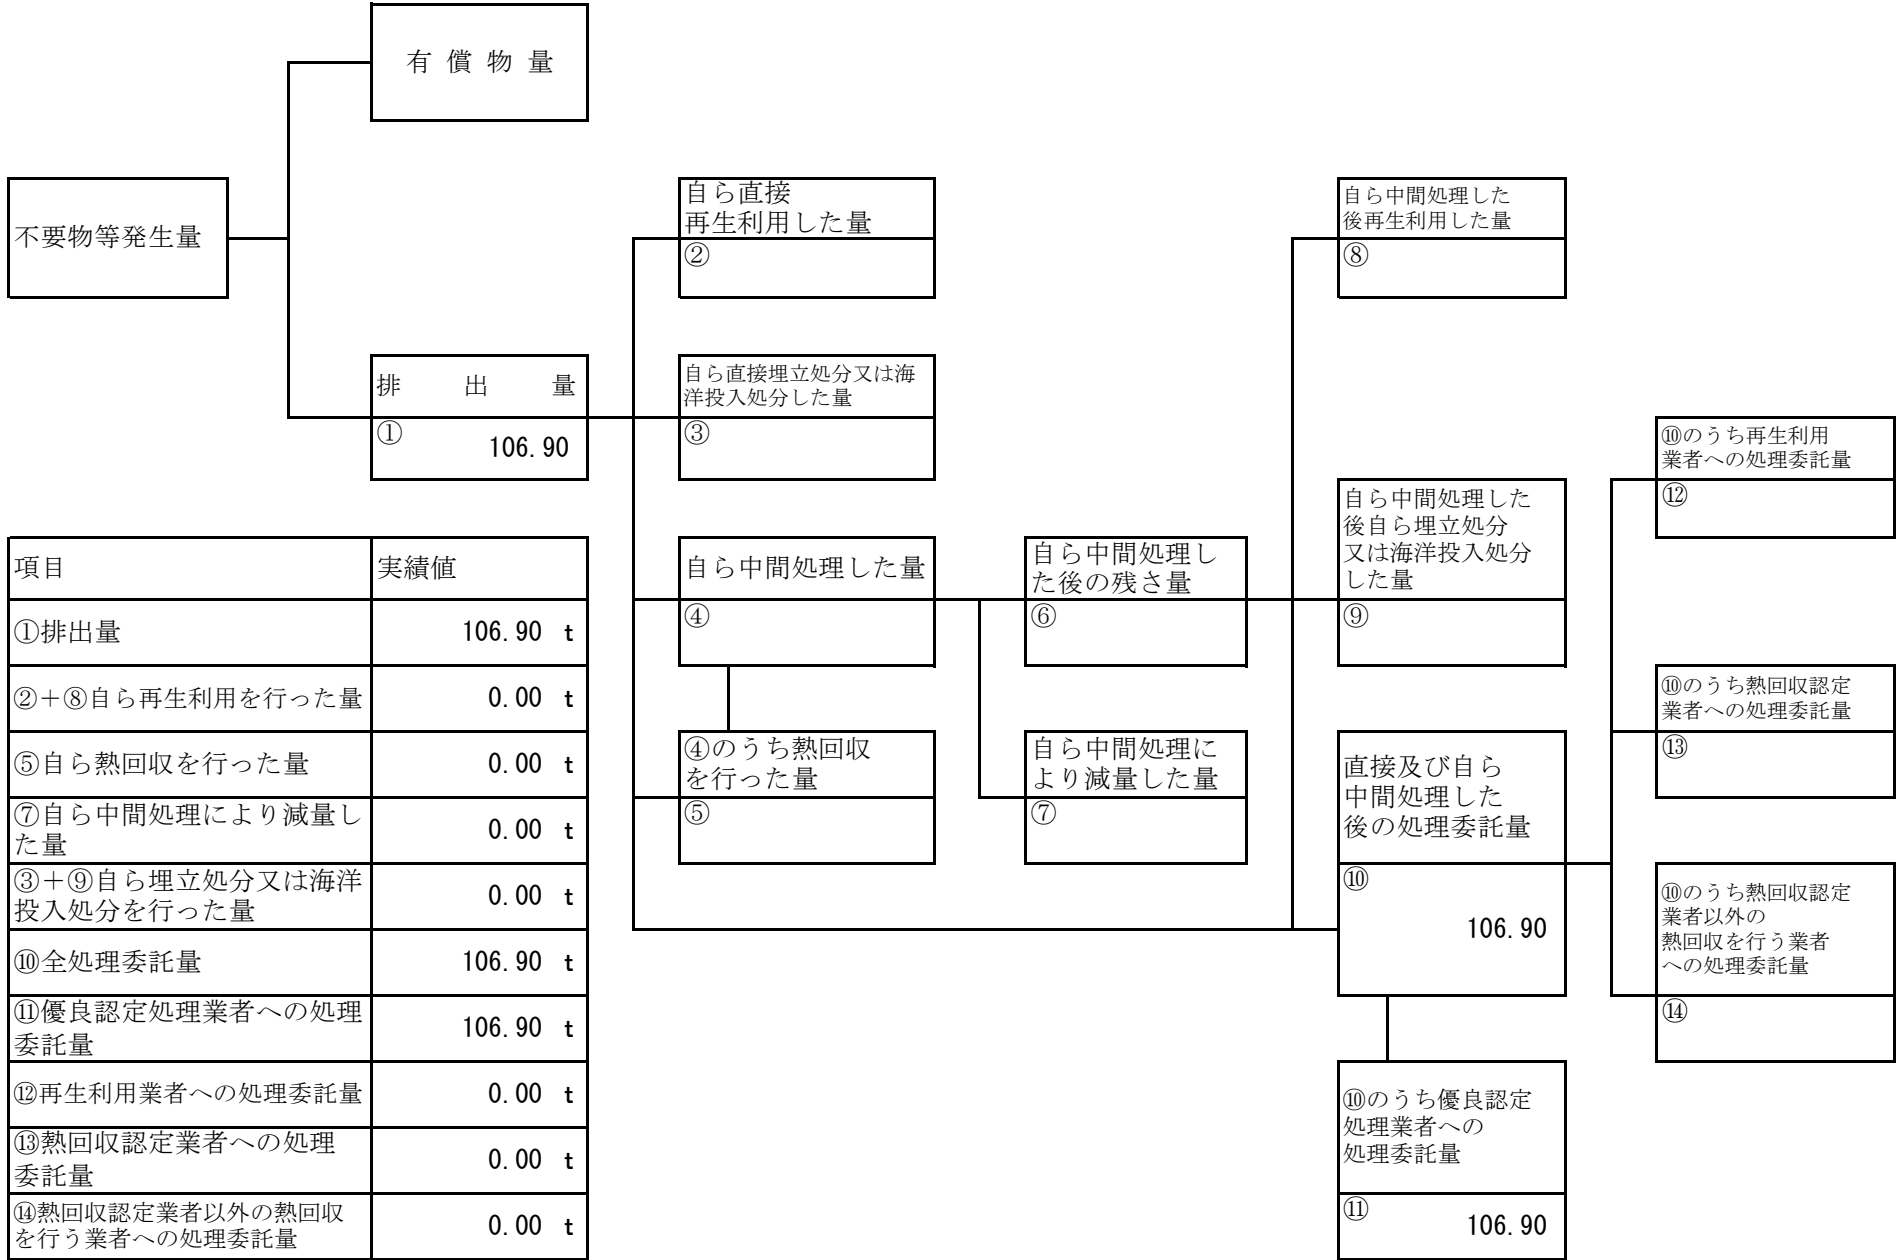 有 償 物 量
不要物等発生量
自ら直接
再生利用した量
②
自ら中間処理した
後再生利用した量
⑧
排 出 量
① 106.90
自ら直接埋立処分又は海
洋投入処分した量
③
⑩のうち再生利用
業者への処理委託量
⑫
自ら中間処理した量
④
自ら中間処理し
た後の残さ量
⑥
自ら中間処理した
後自ら埋立処分
又は海洋投入処分
した量
⑨
⑩のうち熱回収認定
業者への処理委託量
⑬
④のうち熱回収
を行った量
⑤
自ら中間処理に
より減量した量
⑦
直接及び自ら
中間処理した
後の処理委託量
⑩
106.90
⑩のうち熱回収認定
業者以外の
熱回収を行う業者
への処理委託量
⑭
⑩のうち優良認定
処理業者への
処理委託量
⑪ 106.90
項目 実績値
①排出量 106.90 t
②+⑧自ら再生利用を行った量 0.00 t
⑤自ら熱回収を行った量 0.00 t
⑦自ら中間処理により減量し
た量 0.00 t
③+⑨自ら埋立処分又は海洋
投入処分を行った量 0.00 t
⑩全処理委託量 106.90 t
⑪優良認定処理業者への処理
委託量 106.90 t
⑫再生利用業者への処理委託量 0.00 t
⑬熱回収認定業者への処理
委託量 0.00 t
⑭熱回収認定業者以外の熱回収
を行う業者への処理委託量 0.00 t